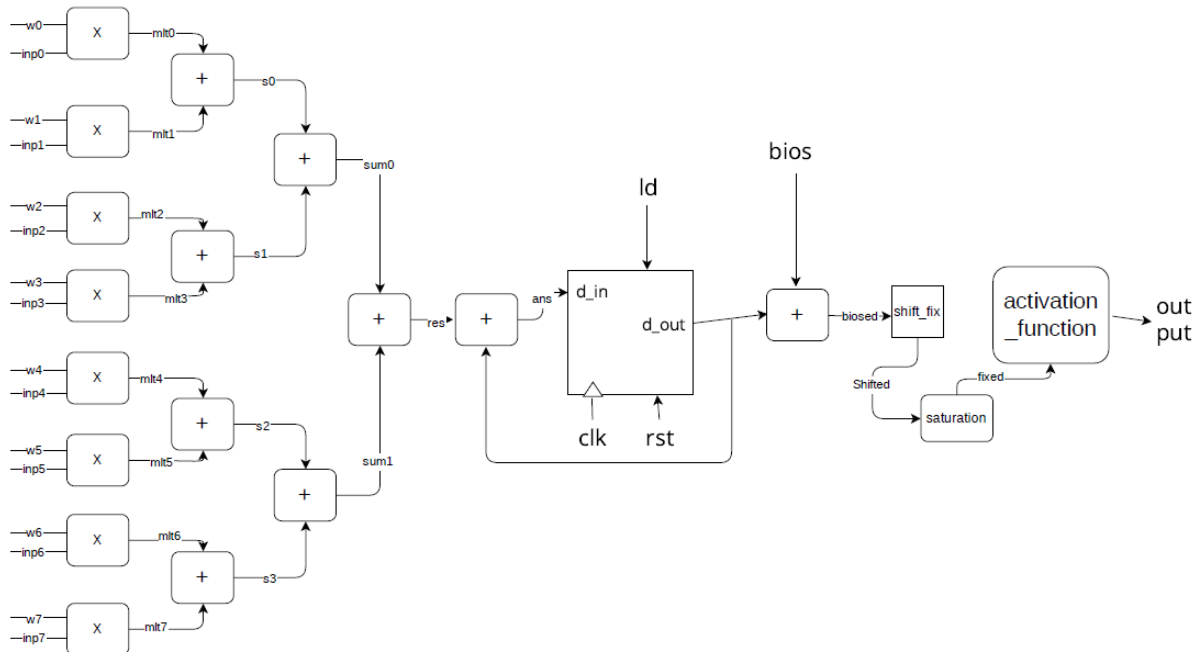 w0
inp0
X
mlt0
+
s0
w1
inp1
X
mlt1
+
sum0
w2
inp2
X
mlt2
+
s1
w3
inp3
X
mlt3
w4
inp4
X
mlt4
+
s2
w5
inp5
X
mlt5
+
sum1
w6
inp6
X
mlt6
+
s3
w7
inp7
X
mlt7
+
res
+
ans
ld
d_in
d_out
clk
rst
bios
+
biosed
shift_fix
Shifted
saturation
fixed
activation
_function
out
put